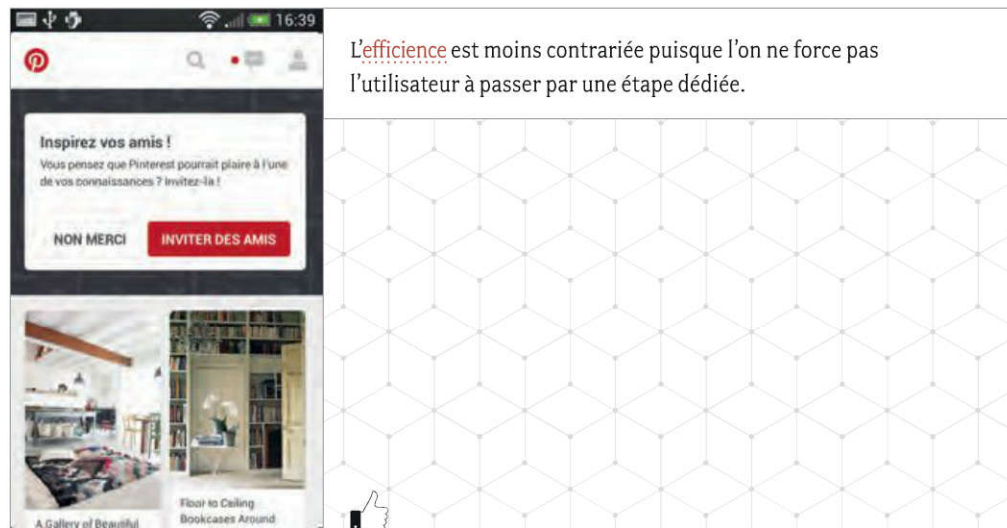 16:39
Inspirez vos amis !
Vous pensez que Pinterest pourrait plaire à l'une
de vos connaissances ? Invitez-la !
NON MERCI
INVITER DES AMIS
A Gallery of Beautiful
Floor to Ceiling
Bookcases Around
L'efficience est moins contrariée puisque l'on ne force pas
l'utilisateur à passer par une étape dédiée.